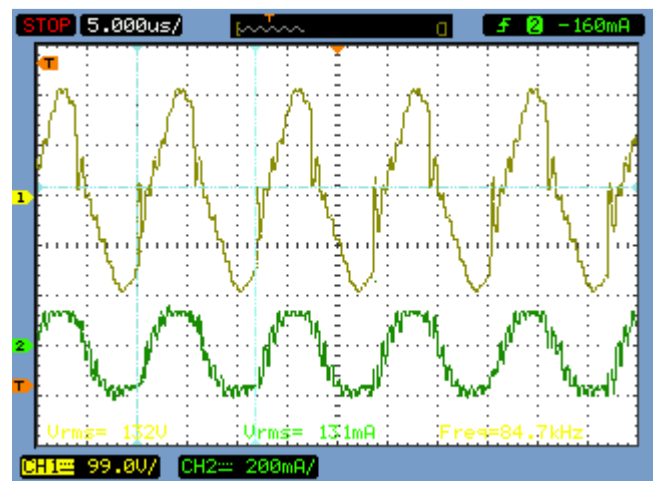 STOP 5.000us/ T ƒ 2 -160mA
T
1
2
T
Vrms= 132V Vrms= 131mA Freq=84.7kHz
CH1 99.0V/ CH2 200mA/